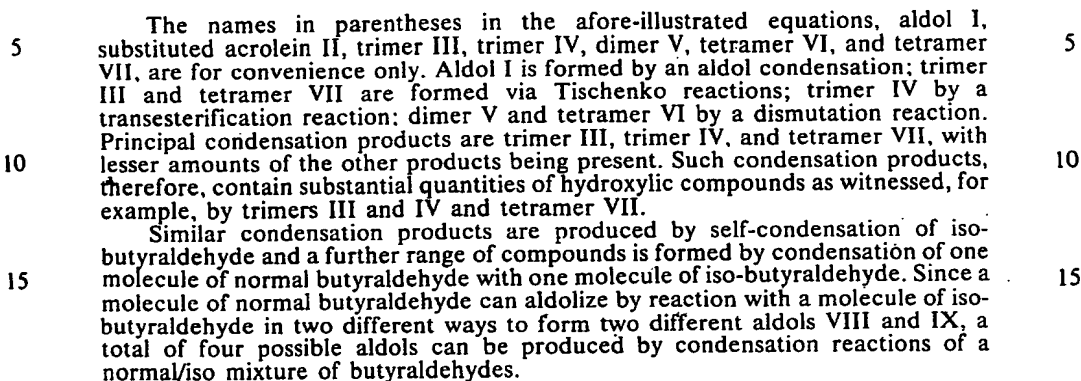 The names in parentheses in the afore-illustrated equations, aldol I,
5 substituted acrolein II, trimer III, trimer IV, dimer V, tetramer VI, and tetramer 5
VII, are for convenience only. Aldol I is formed by an aldol condensation; trimer
III and tetramer VII are formed via Tischenko reactions; trimer IV by a
transesterification reaction; dimer V and tetramer VI by a dismutation reaction.
Principal condensation products are trimer III, trimer IV, and tetramer VII, with
10 lesser amounts of the other products being present. Such condensation products, 10
therefore, contain substantial quantities of hydroxylic compounds as witnessed, for
example, by trimers III and IV and tetramer VII.
Similar condensation products are produced by self-condensation of iso-
butyraldehyde and a further range of compounds is formed by condensation of one
15 molecule of normal butyraldehyde with one molecule of iso-butyraldehyde. Since a 15
molecule of normal butyraldehyde can aldolize by reaction with a molecule of iso-
butyraldehyde in two different ways to form two different aldols VIII and IX, a
total of four possible aldols can be produced by condensation reactions of a
normal/iso mixture of butyraldehydes.